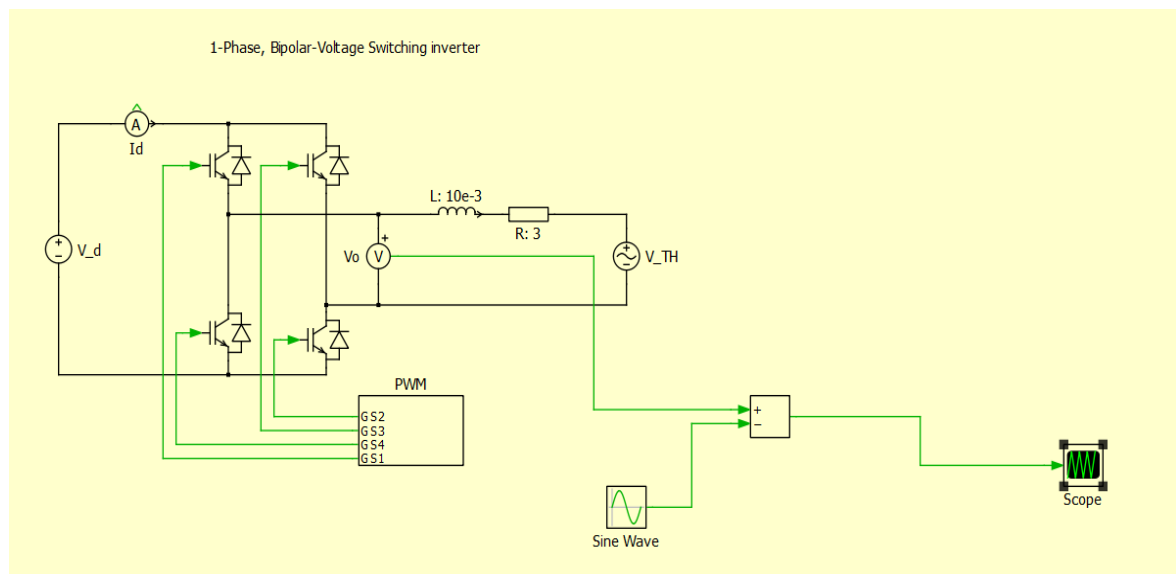 1-Phase, Bipolar-Voltage Switching inverter
A
Id
L: 10e-3
R: 3
V_d
Vo
V
V_TH
PWM
GS2
GS3
GS4
GS1
Sine Wave
Scope